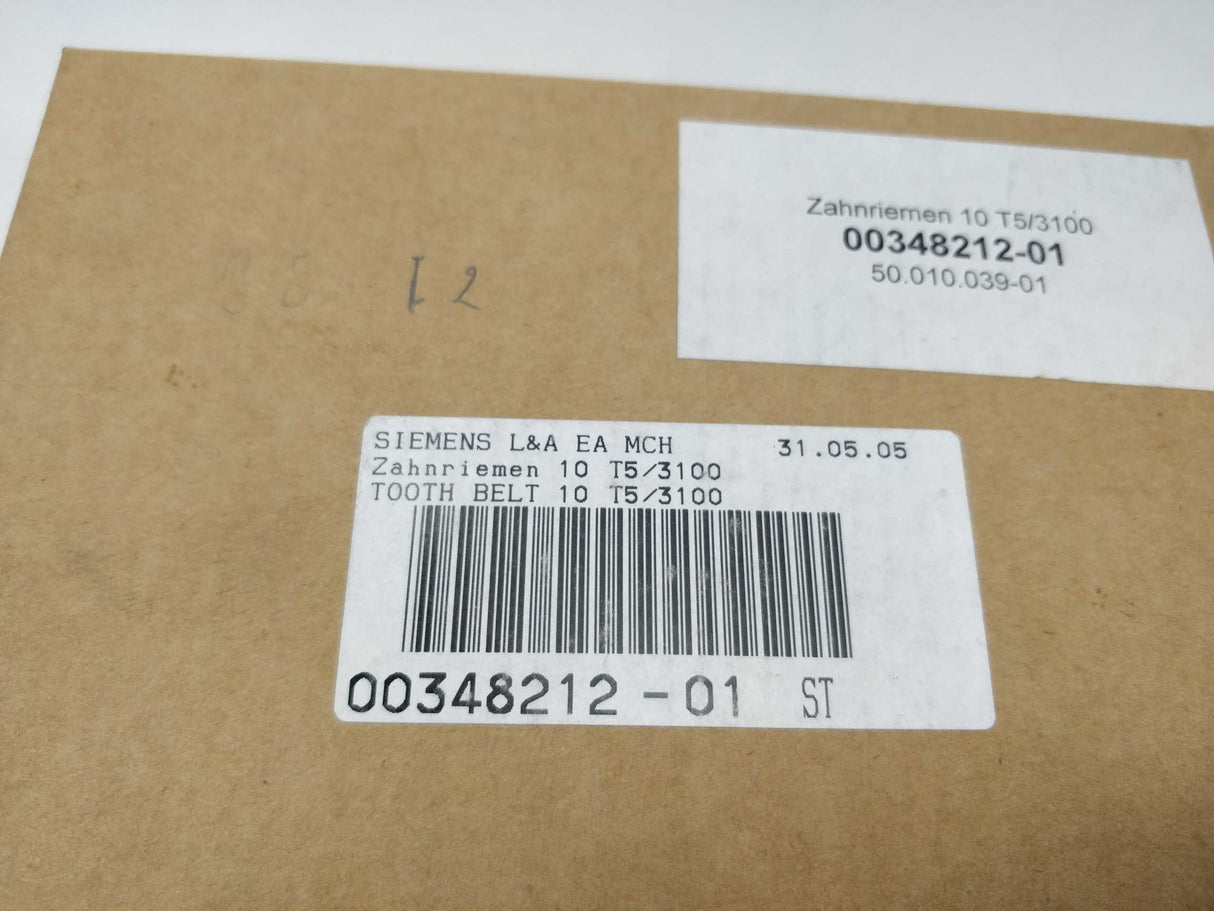 Zahnriemen 10 T5/3100
00348212-01
50.010.039-01
I 2
SIEMENS L&A EA MCH 31.05.05
Zahnriemen 10 T5/3100
TOOTH BELT 10 T5/3100
00348212 - 01 ST